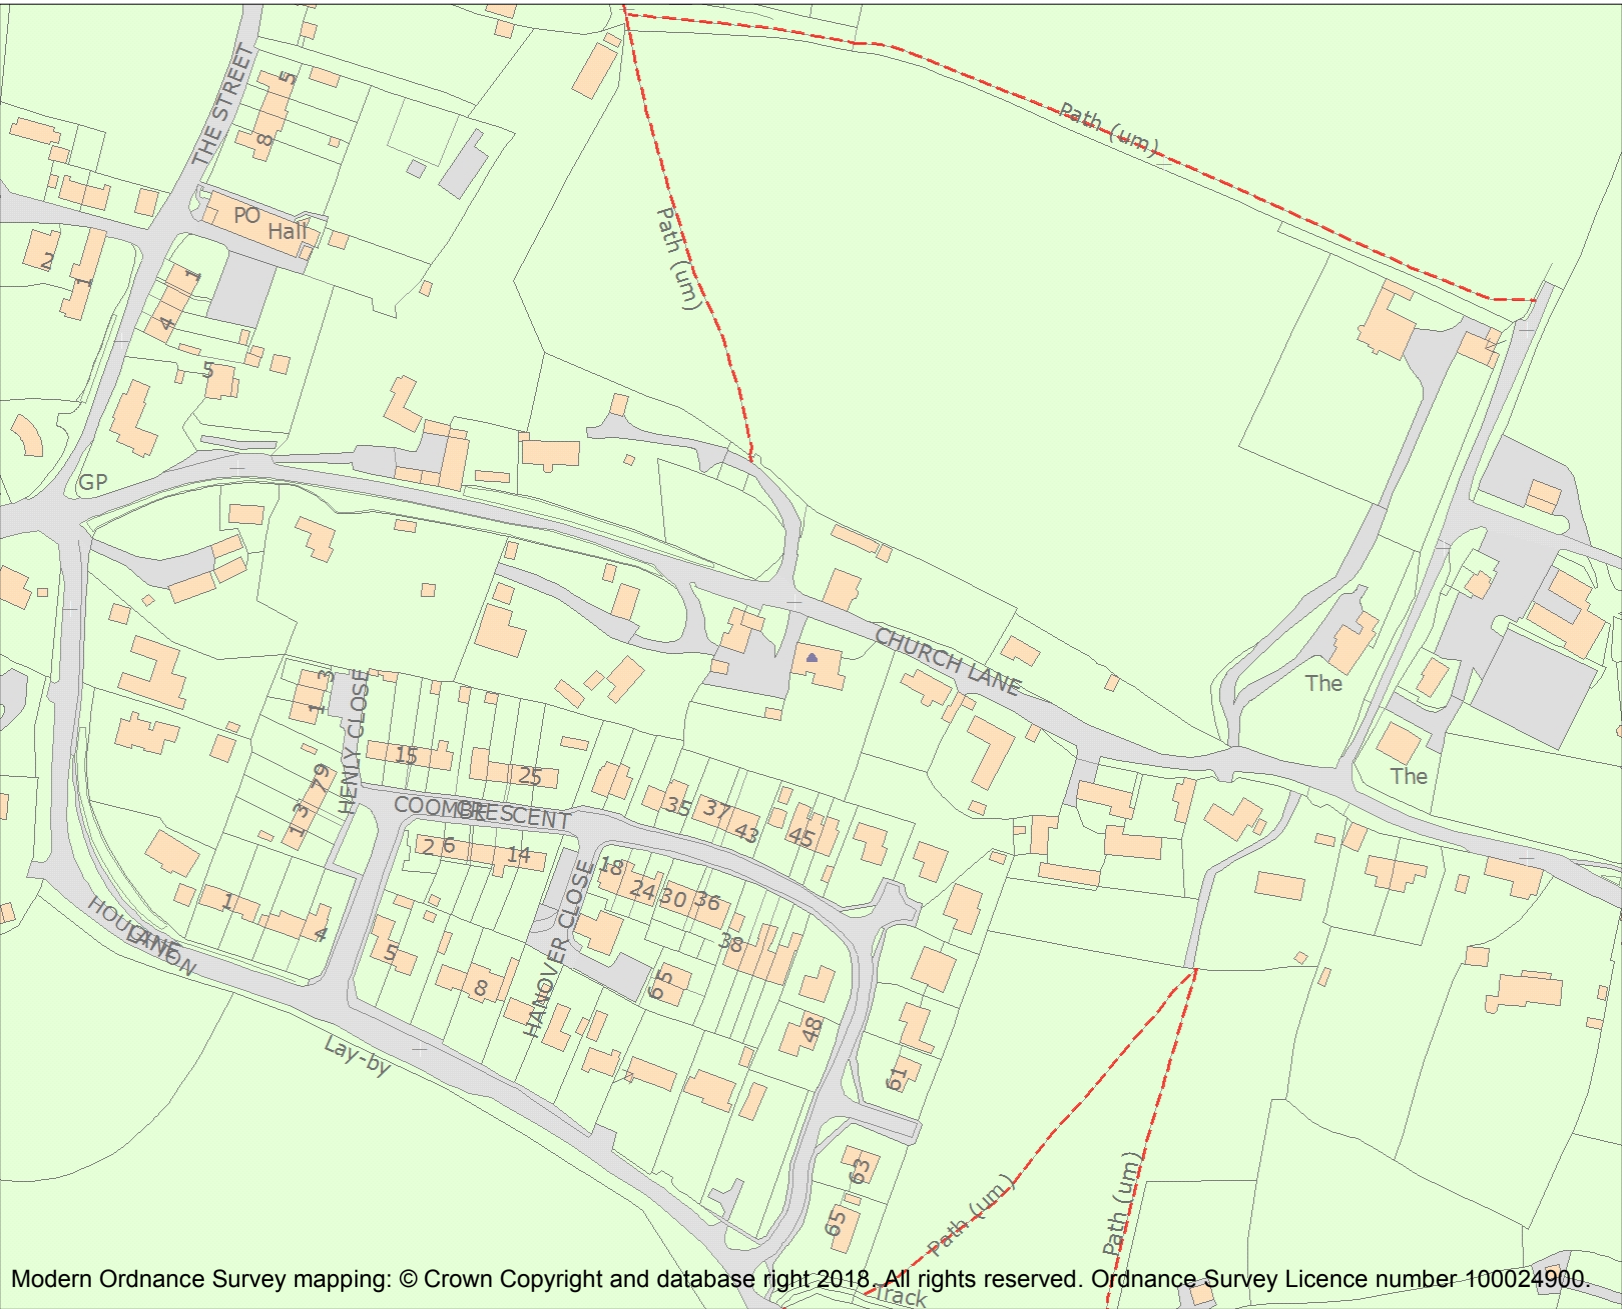 THE STREET
5
8
Path (um)
PO
Hall
Path (um)
2
1
1
4
5
GP
CHURCH LANE
The
The
3
1
HENLY CLOSE
15
25
7 9
1 3
COOMBE
CRESCENT
35
37
43
45
2 6
14
18
24
30
36
38
1
4
HOUGHTON
LANE
5
8
HANOVER CLOSE
6 5
48
61
Lay-by
63
65
Path (um)
Path (um)
Track
Modern Ordnance Survey mapping: © Crown Copyright and database right 2018. All rights reserved. Ordnance Survey Licence number 100024900.